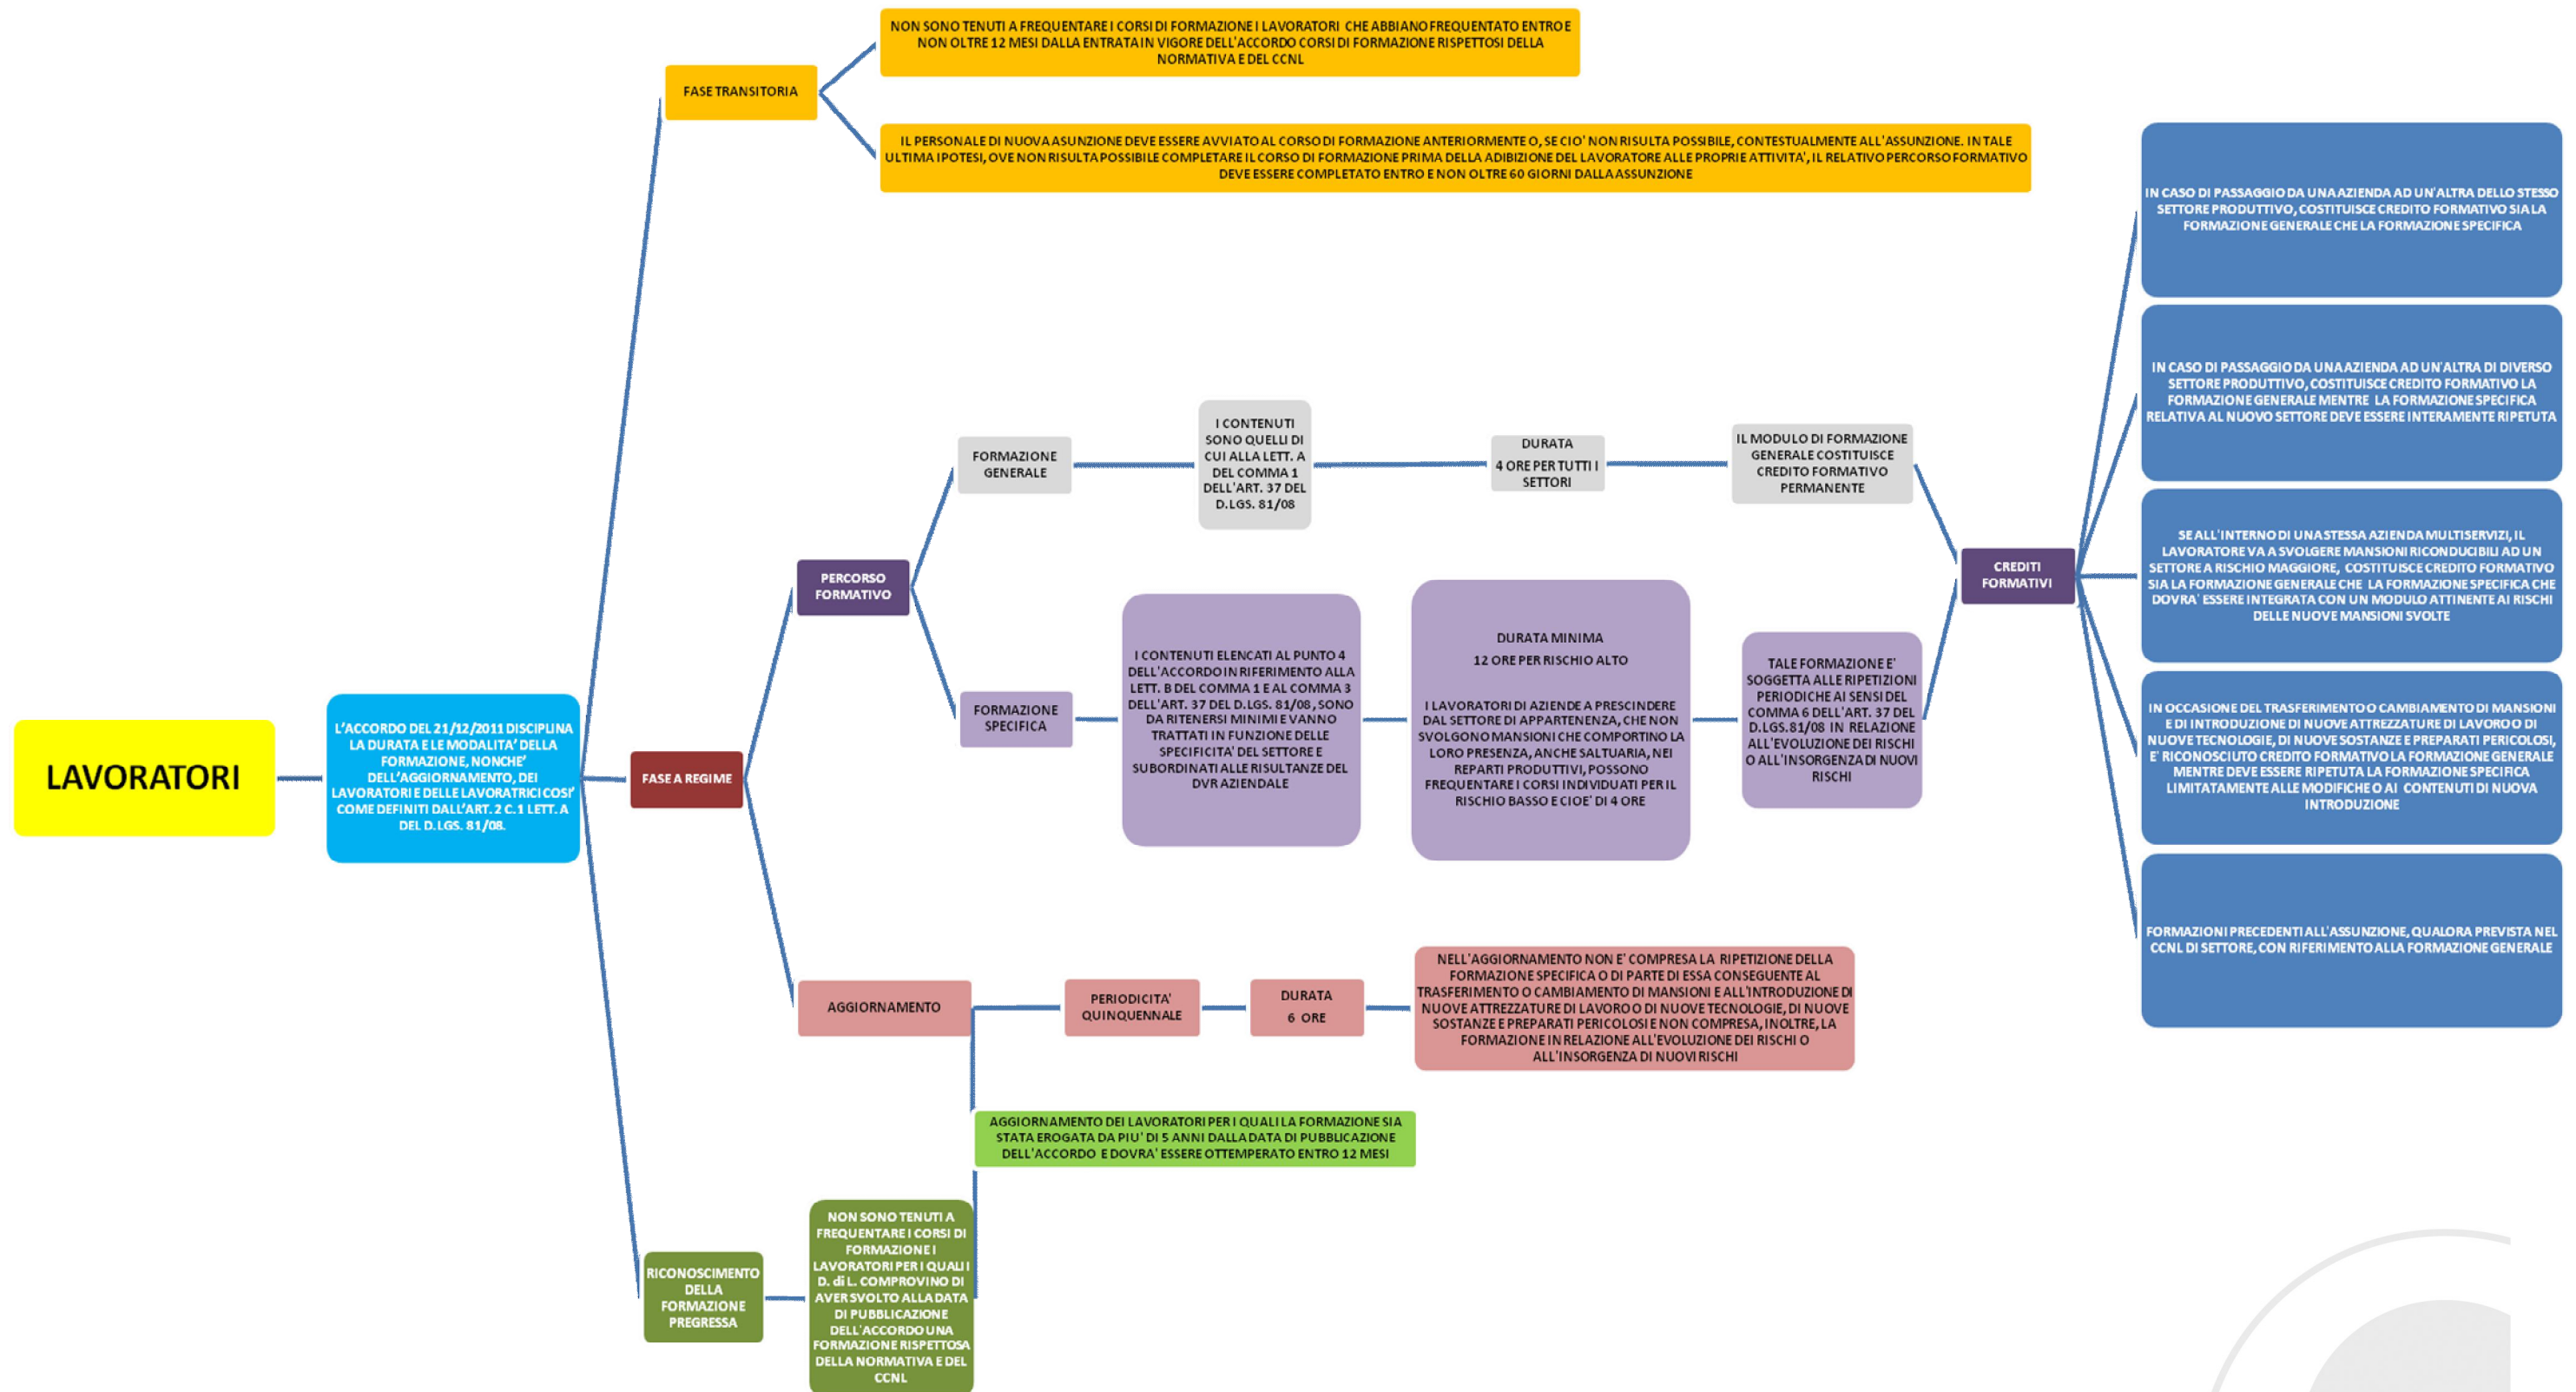 LAVORATORI
L'ACCORDO DEL 21/12/2011 DISCIPLINA
LA DURATA E LE MODALITA' DELLA
FORMAZIONE, NONCHE'
DELL'AGGIORNAMENTO, DEI
LAVORATORI E DELLE LAVORATRICI COSI'
COME DEFINITI DALL'ART. 2 C.1 LETT. A
DEL D.LGS. 81/08.
FASE TRANSITORIA
NON SONO TENUTI A FREQUENTARE I CORSI DI FORMAZIONE I LAVORATORI CHE ABBIANO FREQUENTATO ENTRO E
NON OLTRE 12 MESI DALLA ENTRATA IN VIGORE DELL'ACCORDO CORSI DI FORMAZIONE RISPETTOSI DELLA
NORMATIVA E DEL CCNL
IL PERSONALE DI NUOVA ASUNZIONE DEVE ESSERE AVVIATO AL CORSO DI FORMAZIONE ANTERIORMENTE O, SE CIO' NON RISULTA POSSIBILE, CONTESTUALMENTE ALL'ASSUNZIONE. IN TALE
ULTIMA IPOTESI, OVE NON RISULTA POSSIBILE COMPLETARE IL CORSO DI FORMAZIONE PRIMA DELLA ADIBIZIONE DEL LAVORATORE ALLE PROPRIE ATTIVITA', IL RELATIVO PERCORSO FORMATIVO
DEVE ESSERE COMPLETATO ENTRO E NON OLTRE 60 GIORNI DALLA ASSUNZIONE
FASE A REGIME
PERCORSO
FORMATIVO
FORMAZIONE
GENERALE
I CONTENUTI
SONO QUELLI DI
CUI ALLA LETT. A
DEL COMMA 1
DELL'ART. 37 DEL
D.LGS. 81/08
DURATA
4 ORE PER TUTTI I
SETTORI
IL MODULO DI FORMAZIONE
GENERALE COSTITUISCE
CREDITO FORMATIVO
PERMANENTE
FORMAZIONE
SPECIFICA
I CONTENUTI ELENCATI AL PUNTO 4
DELL'ACCORDO IN RIFERIMENTO ALLA
LETT. B DEL COMMA 1 E AL COMMA 3
DELL'ART. 37 DEL D.LGS. 81/08, SONO
DA RITENERSI MINIMI E VANNO
TRATTATI IN FUNZIONE DELLE
SPECIFICITA' DEL SETTORE E
SUBORDINATI ALLE RISULTANZE DEL
DVR AZIENDALE
DURATA MINIMA
12 ORE PER RISCHIO ALTO
I LAVORATORI DI AZIENDE A PRESCINDERE
DAL SETTORE DI APPARTENENZA, CHE NON
SVOLGONO MANSIONI CHE COMPORTINO LA
LORO PRESENZA, ANCHE SALTUARIA, NEI
REPARTI PRODUTTIVI, POSSONO
FREQUENTARE I CORSI INDIVIDUATI PER IL
RISCHIO BASSO E CIOE' DI 4 ORE
TALE FORMAZIONE E'
SOGGETTA ALLE RIPETIZIONI
PERIODICHE AI SENSI DEL
COMMA 6 DELL'ART. 37 DEL
D.LGS.81/08 IN RELAZIONE
ALL'EVOLUZIONE DEI RISCHI
O ALL'INSORGENZA DI NUOVI
RISCHI
CREDITI
FORMATIVI
IN CASO DI PASSAGGIO DA UNA AZIENDA AD UN'ALTRA DELLO STESSO
SETTORE PRODUTTIVO, COSTITUISCE CREDITO FORMATIVO SIA LA
FORMAZIONE GENERALE CHE LA FORMAZIONE SPECIFICA
IN CASO DI PASSAGGIO DA UNA AZIENDA AD UN'ALTRA DI DIVERSO
SETTORE PRODUTTIVO, COSTITUISCE CREDITO FORMATIVO LA
FORMAZIONE GENERALE MENTRE LA FORMAZIONE SPECIFICA
RELATIVA AL NUOVO SETTORE DEVE ESSERE INTERAMENTE RIPETUTA
SE ALL'INTERNO DI UNA STESSA AZIENDA MULTISERVIZI, IL
LAVORATORE VA A SVOLGERE MANSIONI RICONDUCIBILI AD UN
SETTORE A RISCHIO MAGGIORE, COSTITUISCE CREDITO FORMATIVO
SIA LA FORMAZIONE GENERALE CHE LA FORMAZIONE SPECIFICA CHE
DOVRA' ESSERE INTEGRATA CON UN MODULO ATTINENTE AI RISCHI
DELLE NUOVE MANSIONI SVOLTE
IN OCCASIONE DEL TRASFERIMENTO O CAMBIAMENTO DI MANSIONI
E DI INTRODUZIONE DI NUOVE ATTREZZATURE DI LAVORO O DI
NUOVE TECNOLOGIE, DI NUOVE SOSTANZE E PREPARATI PERICOLOSI,
E' RICONOSCIUTO CREDITO FORMATIVO LA FORMAZIONE GENERALE
MENTRE DEVE ESSERE RIPETUTA LA FORMAZIONE SPECIFICA
LIMITATAMENTE ALLE MODIFICHE O AI CONTENUTI DI NUOVA
INTRODUZIONE
FORMAZIONI PRECEDENTI ALL'ASSUNZIONE, QUALORA PREVISTA NEL
CCNL DI SETTORE, CON RIFERIMENTO ALLA FORMAZIONE GENERALE
AGGIORNAMENTO
PERIODICITA'
QUINQUENNALE
DURATA
6 ORE
NELL'AGGIORNAMENTO NON E' COMPRESA LA RIPETIZIONE DELLA
FORMAZIONE SPECIFICA O DI PARTE DI ESSA CONSEGUENTE AL
TRASFERIMENTO O CAMBIAMENTO DI MANSIONI E ALL'INTRODUZIONE DI
NUOVE ATTREZZATURE DI LAVORO O DI NUOVE TECNOLOGIE, DI NUOVE
SOSTANZE E PREPARATI PERICOLOSI E NON COMPRESA, INOLTRE, LA
FORMAZIONE IN RELAZIONE ALL'EVOLUZIONE DEI RISCHI O
ALL'INSORGENZA DI NUOVI RISCHI
AGGIORNAMENTO DEI LAVORATORI PER I QUALI LA FORMAZIONE SIA
STATA EROGATA DA PIU' DI 5 ANNI DALLA DATA DI PUBBLICAZIONE
DELL'ACCORDO E DOVRA' ESSERE OTTEMPERATO ENTRO 12 MESI
RICONOSCIMENTO
DELLA
FORMAZIONE
PREGRESSA
NON SONO TENUTI A
FREQUENTARE I CORSI DI
FORMAZIONE I
LAVORATORI PER I QUALI I
D. di L. COMPROVINO DI
AVER SVOLTO ALLA DATA
DI PUBBLICAZIONE
DELL'ACCORDO UNA
FORMAZIONE RISPETTOSA
DELLA NORMATIVA E DEL
CCNL